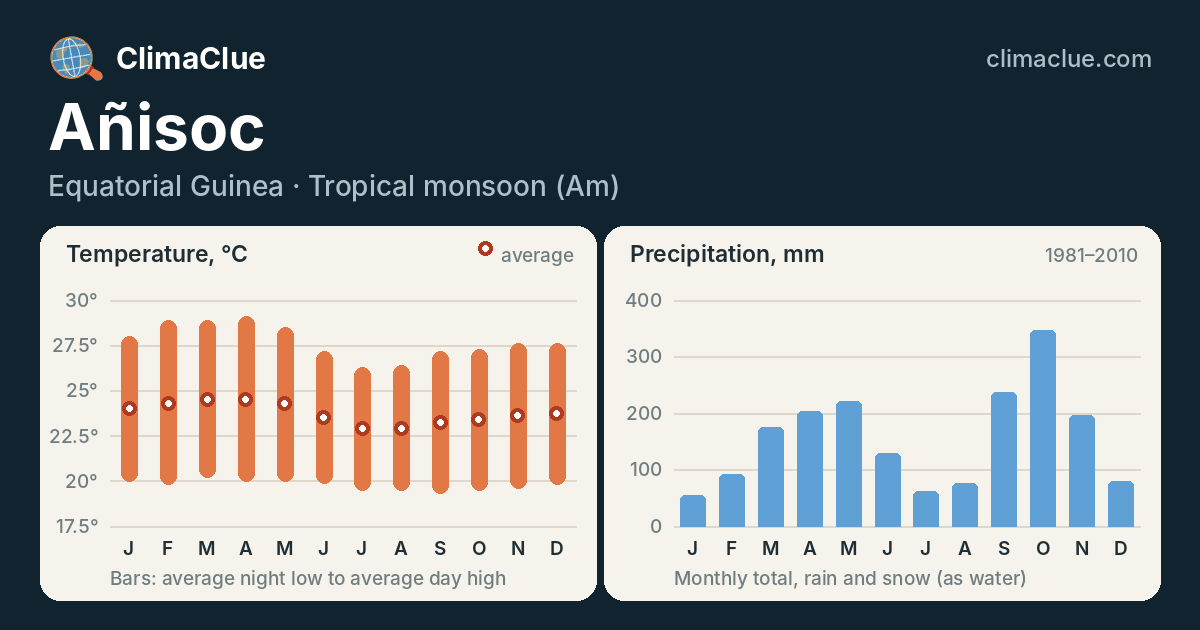 ClimaClue
climaclue.com
Añisoc
Equatorial Guinea · Tropical monsoon (Am)
Temperature, °C
average
30°
27.5°
25°
22.5°
20°
17.5°
J F M A M J J A S O N D
Bars: average night low to average day high
Precipitation, mm
1981–2010
400
300
200
100
0
J F M A M J J A S O N D
Monthly total, rain and snow (as water)